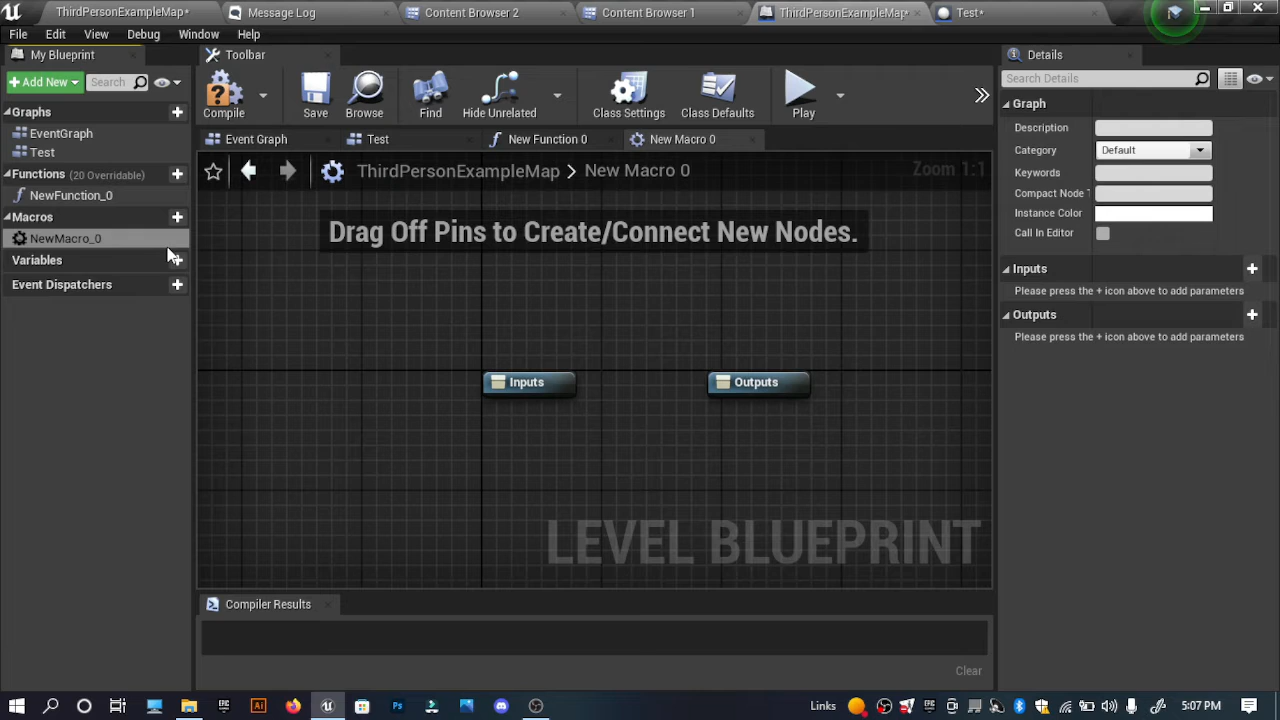 ThirdPersonExampleMap*
Message Log
Content Browser 2
Content Browser 1
ThirdPersonExampleMap*
Test*
File Edit View Debug Window Help
My Blueprint
Toolbar
Details
Add New
Search
Search Details
Compile
Save
Browse
Find
Hide Unrelated
Class Settings
Class Defaults
Play
Graphs
EventGraph
Test
Functions (20 Overridable)
NewFunction_0
Macros
NewMacro_0
Variables
Event Dispatchers
Event Graph
Test
New Function 0
New Macro 0
ThirdPersonExampleMap > New Macro 0
Zoom 1:1
Drag Off Pins to Create/Connect New Nodes.
Inputs
Outputs
LEVEL BLUEPRINT
Compiler Results
Clear
Graph
Description
Category
Default
Keywords
Compact Node T
Instance Color
Call In Editor
Inputs
Please press the + icon above to add parameters
Outputs
Please press the + icon above to add parameters
Links
5:07 PM